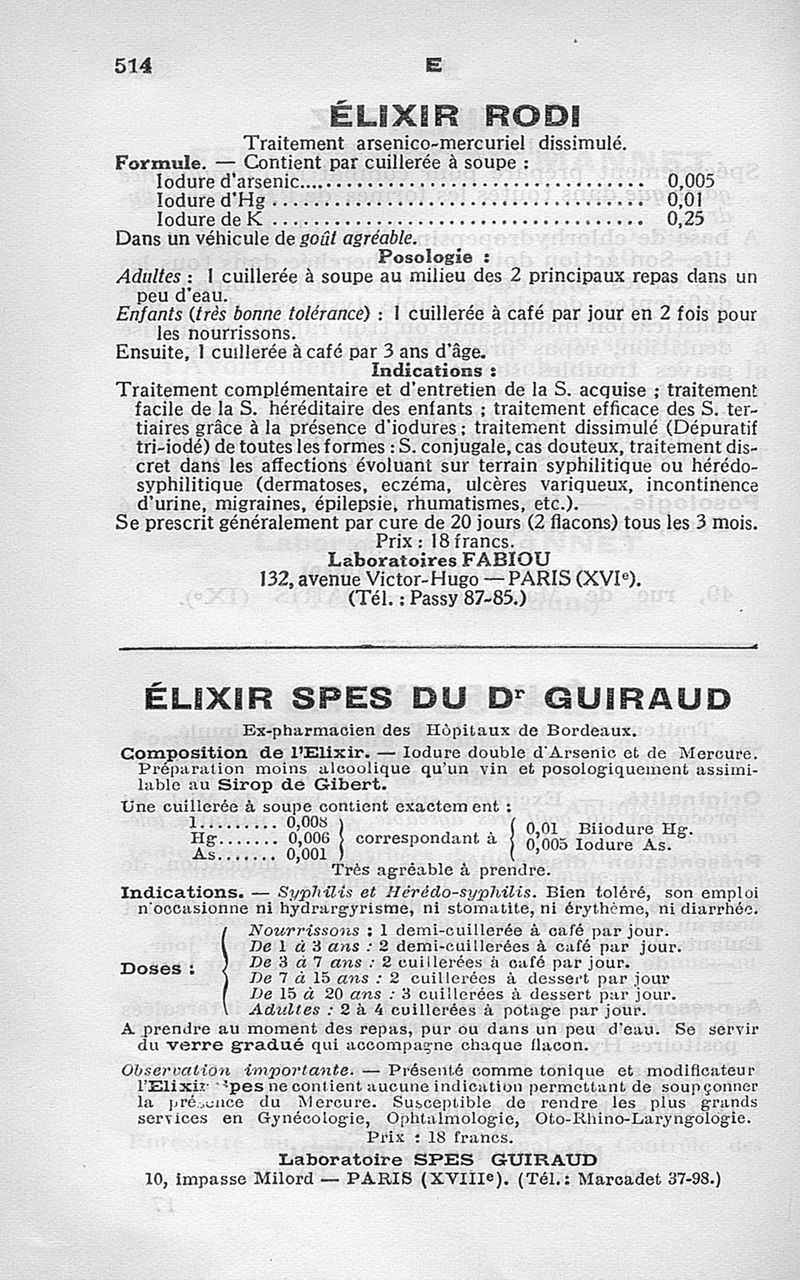 514 E
ÉLIXIR RODI
Traitement arsenico-mercuriel dissimulé.
Formule. — Contient par cuillerée à soupe :
Iodure d'arsenic.................................. 0,005
Iodure d'Hg .................................. 0,01
Iodure de K .................................. 0,25
Dans un véhicule de goût agréable.
Posologie :
Adultes : 1 cuillerée à soupe au milieu des 2 principaux repas dans un
peu d'eau.
Enfants (très bonne tolérance) : 1 cuillerée à café par jour en 2 fois pour
les nourrissons.
Ensuite, 1 cuillerée à café par 3 ans d'âge.
Indications :
Traitement complémentaire et d'entretien de la S. acquise ; traitement
facile de la S. héréditaire des enfants ; traitement efficace des S. ter-
tiaires grâce à la présence d'iodures ; traitement dissimulé (Dépuratif
tri-iodé) de toutes les formes : S. conjugale, cas douteux, traitement dis-
cret dans les affections évoluant sur terrain syphilitique ou hérédo-
syphilitique (dermatoses, eczéma, ulcères variqueux, incontinence
d'urine, migraines, épilepsie, rhumatismes, etc.).
Se prescrit généralement par cure de 20 jours (2 flacons) tous les 3 mois.
Prix : 18 francs.
Laboratoires FABIOU
132, avenue Victor-Hugo — PARIS (XVIe).
(Tél. : Passy 87-85.)
ÉLIXIR SPES DU Dr GUIRAUD
Ex-pharmacien des Hôpitaux de Bordeaux.
Composition de l'Elixir. — Iodure double d'Arsenic et de Mercure.
Préparation moins alcoolique qu'un vin et posologiquement assimi-
lable au Sirop de Gibert.
Une cuillerée à soupe contient exactement :
I.......... 0,008
Hg....... 0,006 correspondant à 0,01 Biiodure Hg.
As....... 0,001 0,005 Iodure As.
Très agréable à prendre.
Indications. — Syphilis et Hérédo-syphilis. Bien toléré, son emploi
n'occasionne ni hydrargyrisme, ni stomatite, ni érythème, ni diarrhée.
Doses : Nourrissons : 1 demi-cuillerée à café par jour.
De 1 à 3 ans : 2 demi-cuillerées à café par jour.
De 3 à 7 ans : 2 cuillerées à café par jour.
De 7 à 15 ans : 2 cuillerées à dessert par jour
De 15 à 20 ans : 3 cuillerées à dessert par jour.
Adultes : 2 à 4 cuillerées à potage par jour.
A prendre au moment des repas, pur ou dans un peu d'eau. Se servir
du verre gradué qui accompagne chaque flacon.
Observation importante. — Présenté comme tonique et modificateur
l'Elixir Spes ne contient aucune indication permettant de soupçonner
la présence du Mercure. Susceptible de rendre les plus grands
services en Gynécologie, Ophtalmologie, Oto-Rhino-Laryngologie.
Prix : 18 francs.
Laboratoire SPES GUIRAUD
10, impasse Milord — PARIS (XVIIIe). (Tél.: Marcadet 37-98.)